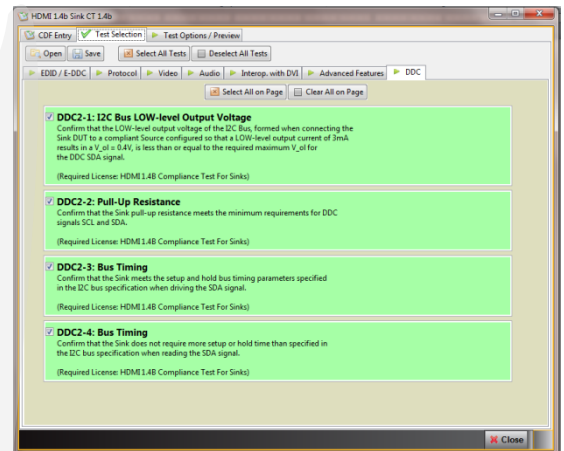 HDMI 1.4b Sink CT 1.4b
CDF Entry Test Selection Test Options / Preview
Open Save Select All Tests Deselect All Tests
EDID / E-DDC Protocol Video Audio Interop. with DVI Advanced Features DDC
Select All on Page Clear All on Page
DDC2-1: I2C Bus LOW-level Output Voltage
Confirm that the LOW-level output voltage of the I2C Bus, formed when connecting the
Sink DUT to a compliant Source configured so that a LOW-level output current of 3mA
results in a V_ol = 0.4V, is less than or equal to the required maximum V_ol for
the DDC SDA signal.
(Required License: HDMI 1.4B Compliance Test For Sinks)
DDC2-2: Pull-Up Resistance
Confirm that the Sink pull-up resistance meets the minimum requirements for DDC
signals SCL and SDA.
(Required License: HDMI 1.4B Compliance Test For Sinks)
DDC2-3: Bus Timing
Confirm that the Sink meets the setup and hold bus timing parameters specified
in the I2C bus specification when driving the SDA signal.
(Required License: HDMI 1.4B Compliance Test For Sinks)
DDC2-4: Bus Timing
Confirm that the Sink does not require more setup or hold time than specified in
the I2C bus specification when reading the SDA signal.
(Required License: HDMI 1.4B Compliance Test For Sinks)
Close